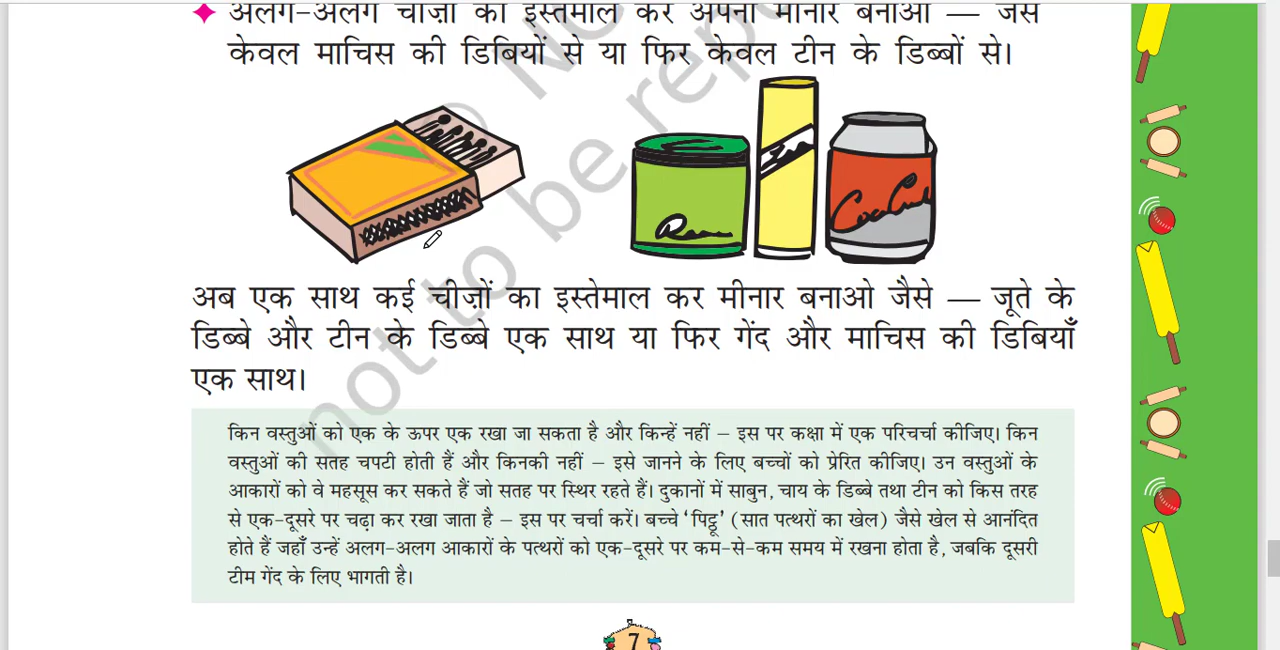 अलग-अलग चीज़ों का इस्तेमाल कर अपनी मीनार बनाओ — जैसे
केवल माचिस की डिबियों से या फिर केवल टीन के डिब्बों से।
अब एक साथ कई चीज़ों का इस्तेमाल कर मीनार बनाओ जैसे — जूते के
डिब्बे और टीन के डिब्बे एक साथ या फिर गेंद और माचिस की डिबियाँ
एक साथ।
किन वस्तुओं को एक के ऊपर एक रखा जा सकता है और किन्हें नहीं – इस पर कक्षा में एक परिचर्चा कीजिए। किन
वस्तुओं की सतह चपटी होती हैं और किनकी नहीं – इसे जानने के लिए बच्चों को प्रेरित कीजिए। उन वस्तुओं के
आकारों को वे महसूस कर सकते हैं जो सतह पर स्थिर रहते हैं। दुकानों में साबुन, चाय के डिब्बे तथा टीन को किस तरह
से एक-दूसरे पर चढ़ा कर रखा जाता है – इस पर चर्चा करें। बच्चे ‘पिट्ठू’ (सात पत्थरों का खेल) जैसे खेल से आनंदित
होते हैं जहाँ उन्हें अलग-अलग आकारों के पत्थरों को एक-दूसरे पर कम-से-कम समय में रखना होता है, जबकि दूसरी
टीम गेंद के लिए भागती है।
7
not to be rep